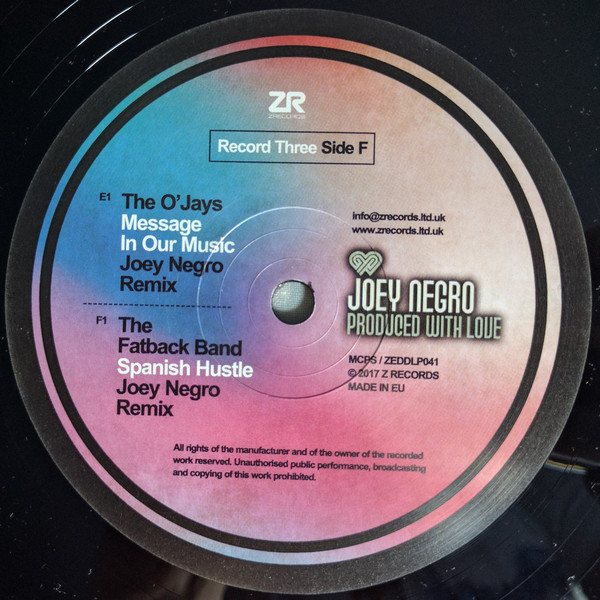 ZR
ZRECORDS
Record Three Side F
E1 The O'Jays
Message
In Our Music
Joey Negro
Remix
F1 The
Fatback Band
Spanish Hustle
Joey Negro
Remix
info@zrecords.ltd.uk
www.zrecords.ltd.uk
JOEY NEGRO
PRODUCED WITH LOVE
MCPS / ZEDDLP041
© 2017 Z RECORDS
MADE IN EU
All rights of the manufacturer and of the owner of the recorded
work reserved. Unauthorised public performance, broadcasting
and copying of this work prohibited.